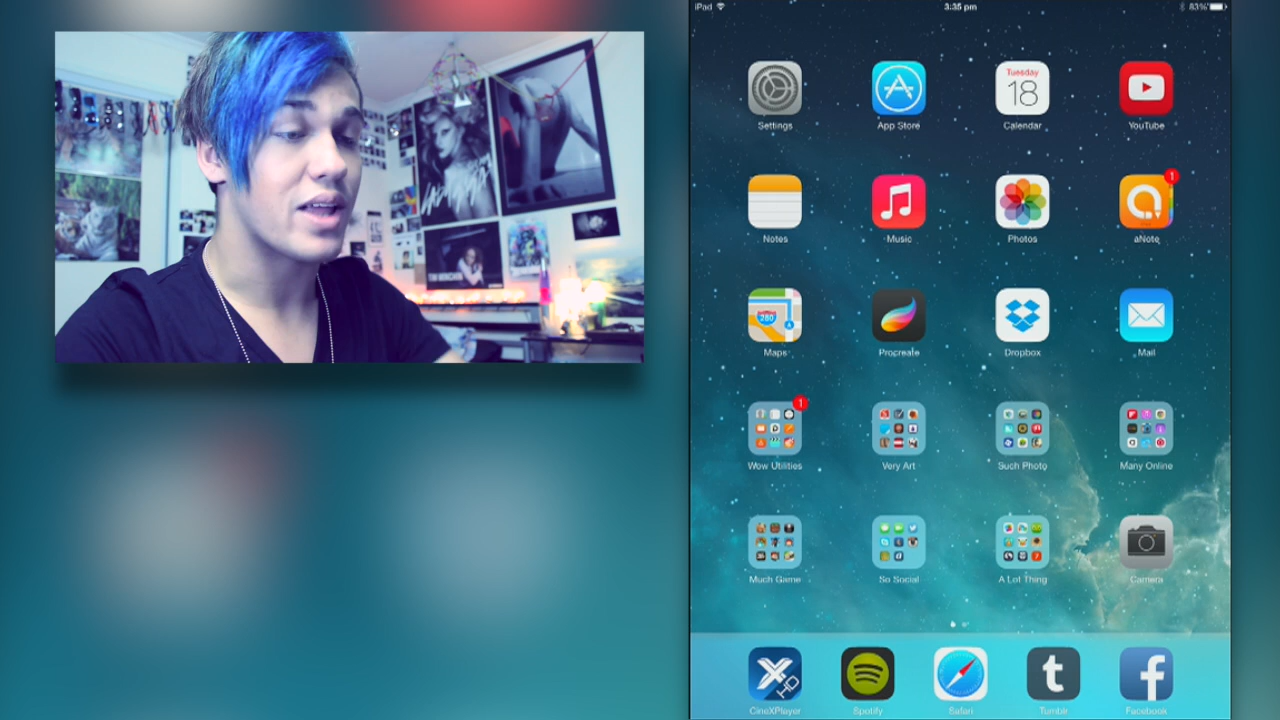 iPad 3:35 pm 83%
Tuesday
18
Settings App Store Calendar YouTube
1
Notes Music Photos aNote
280
Maps Procreate Dropbox Mail
1
Wow Utilities Very Art Such Photo Many Online
Much Game So Social A Lot Thing Camera
CineXPlayer Spotify Safari Tumblr Facebook